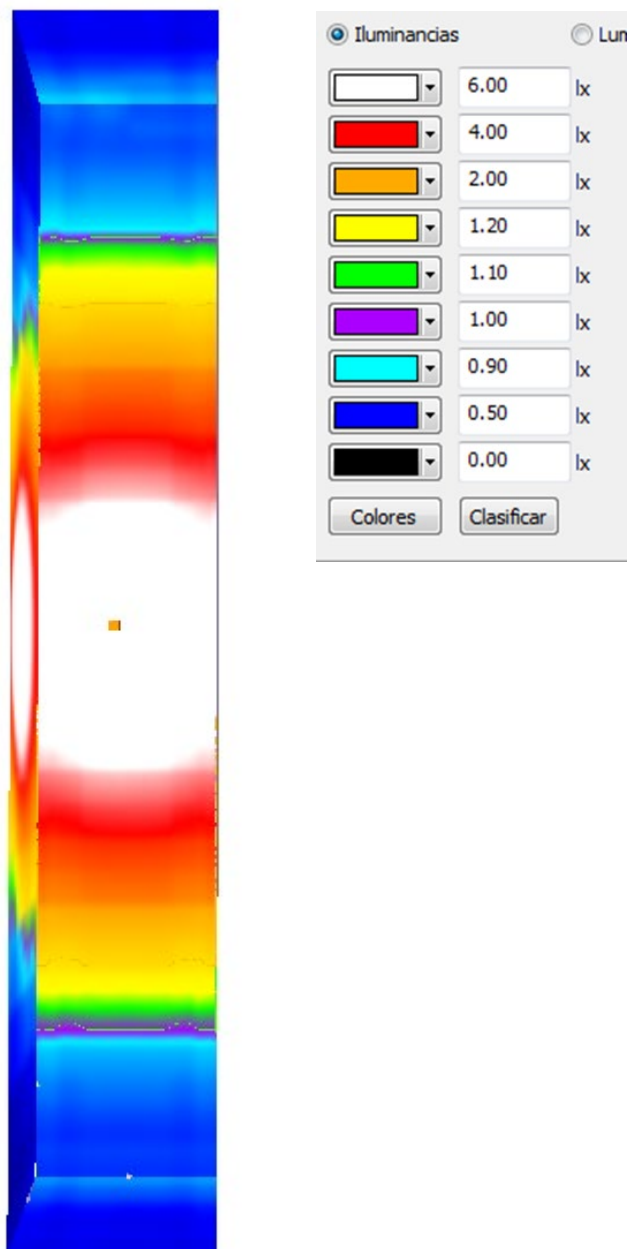 Iluminancias Lum
6.00 lx
4.00 lx
2.00 lx
1.20 lx
1.10 lx
1.00 lx
0.90 lx
0.50 lx
0.00 lx
Colores Clasificar